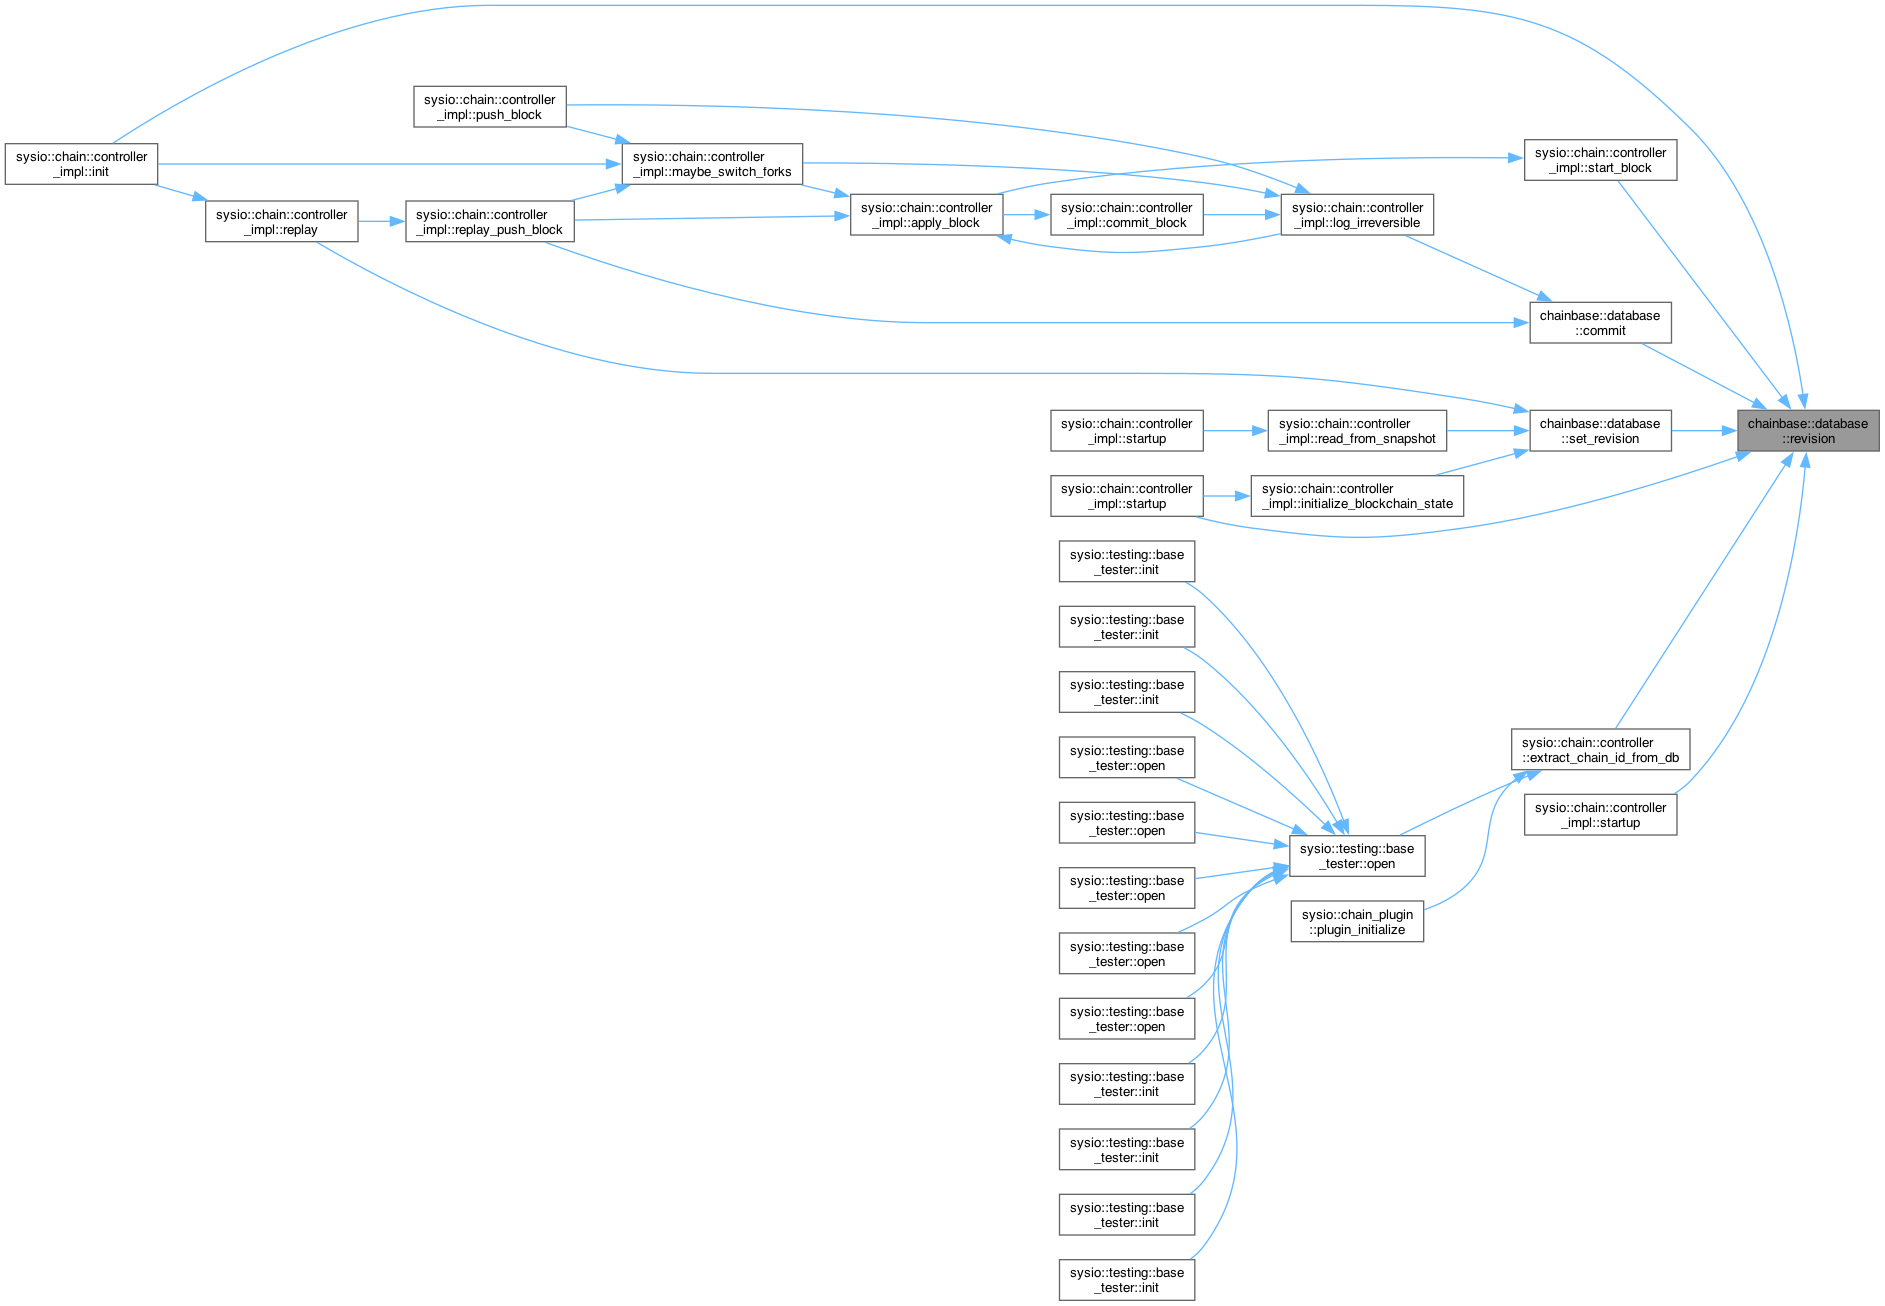 sysio::chain::controller
_impl::push_block
sysio::chain::controller
_impl::init
sysio::chain::controller
_impl::maybe_switch_forks
sysio::chain::controller
_impl::start_block
sysio::chain::controller
_impl::replay
sysio::chain::controller
_impl::replay_push_block
sysio::chain::controller
_impl::apply_block
sysio::chain::controller
_impl::commit_block
sysio::chain::controller
_impl::log_irreversible
chainbase::database
::commit
sysio::chain::controller
_impl::startup
sysio::chain::controller
_impl::read_from_snapshot
chainbase::database
::set_revision
chainbase::database
::revision
sysio::chain::controller
_impl::startup
sysio::chain::controller
_impl::initialize_blockchain_state
sysio::testing::base
_tester::init
sysio::testing::base
_tester::init
sysio::testing::base
_tester::init
sysio::testing::base
_tester::open
sysio::chain::controller
::extract_chain_id_from_db
sysio::testing::base
_tester::open
sysio::chain::controller
_impl::startup
sysio::testing::base
_tester::open
sysio::testing::base
_tester::open
sysio::chain_plugin
::plugin_initialize
sysio::testing::base
_tester::open
sysio::testing::base
_tester::open
sysio::testing::base
_tester::init
sysio::testing::base
_tester::init
sysio::testing::base
_tester::init
sysio::testing::base
_tester::init